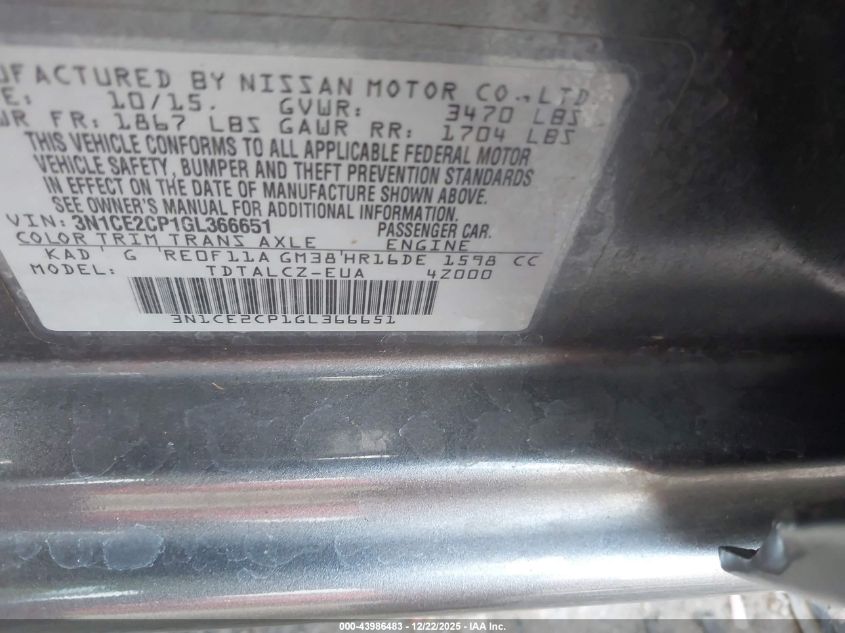 UFACTURED BY NISSAN MOTOR CO.,LTD
E: 10/15. GVWR: 3470 LBS
WR FR: 1867 LBS GAWR RR: 1704 LBS
THIS VEHICLE CONFORMS TO ALL APPLICABLE FEDERAL MOTOR
VEHICLE SAFETY, BUMPER AND THEFT PREVENTION STANDARDS
IN EFFECT ON THE DATE OF MANUFACTURE SHOWN ABOVE.
SEE OWNER'S MANUAL FOR ADDITIONAL INFORMATION.
VIN: 3N1CE2CP1GL366651 PASSENGER CAR.
COLOR TRIM TRANS AXLE ENGINE
KAD' G 'RE0F11A GM38'HR16DE 1598 CC
MODEL: TDTALCZ-EUA 4Z000
3N1CE2CP1GL366651
000-43986483 - 12/22/2025 - IAA Inc.